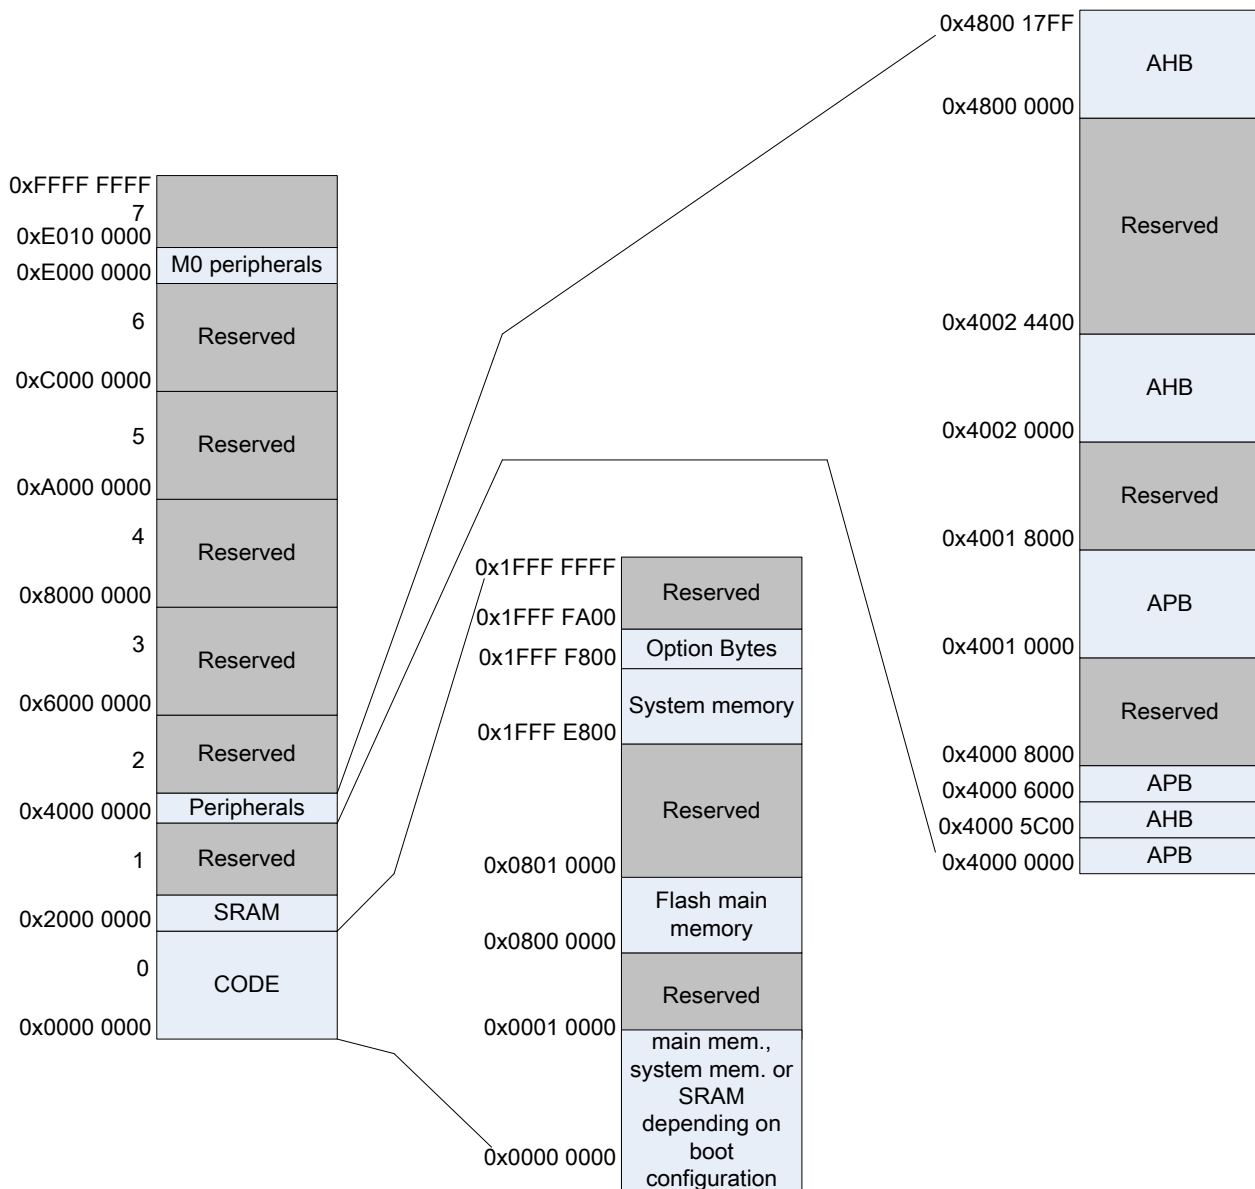 0xFFFF FFFF
7
0xE010 0000
M0 peripherals
0xE000 0000
6
Reserved
0xC000 0000
5
Reserved
0xA000 0000
4
Reserved
0x8000 0000
3
Reserved
0x6000 0000
2
Reserved
Peripherals
0x4000 0000
1
Reserved
SRAM
0x2000 0000
0
CODE
0x0000 0000
0x1FFF FFFF
Reserved
0x1FFF FA00
Option Bytes
0x1FFF F800
System memory
0x1FFF E800
Reserved
0x0801 0000
Flash main
memory
0x0800 0000
Reserved
0x0001 0000
main mem.,
system mem. or
SRAM
depending on
boot
configuration
0x0000 0000
0x4800 17FF
AHB
0x4800 0000
Reserved
0x4002 4400
AHB
0x4002 0000
Reserved
0x4001 8000
APB
0x4001 0000
Reserved
0x4000 8000
APB
0x4000 6000
AHB
0x4000 5C00
APB
0x4000 0000